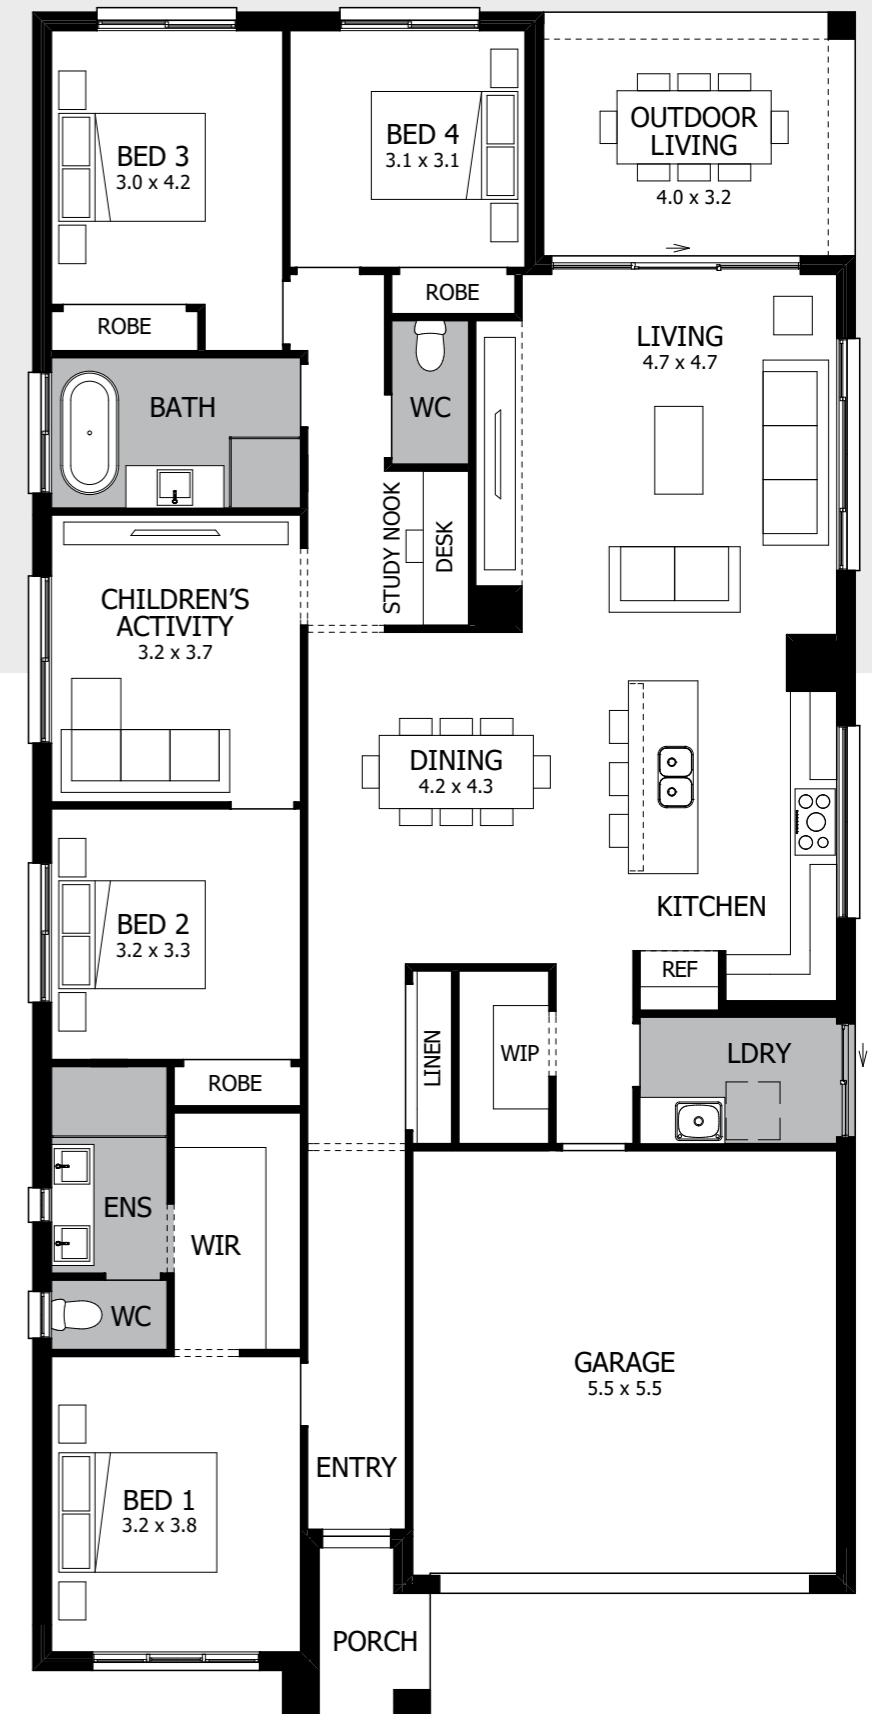 BED 3
3.0 x 4.2
BED 4
3.1 x 3.1
OUTDOOR
LIVING
4.0 x 3.2
ROBE
ROBE
LIVING
4.7 x 4.7
BATH
WC
STUDY NOOK
DESK
CHILDREN'S
ACTIVITY
3.2 x 3.7
DINING
4.2 x 4.3
KITCHEN
BED 2
3.2 x 3.3
REF
LINEN
WIP
LDRY
ROBE
ENS
WIR
WC
GARAGE
5.5 x 5.5
ENTRY
BED 1
3.2 x 3.8
PORCH